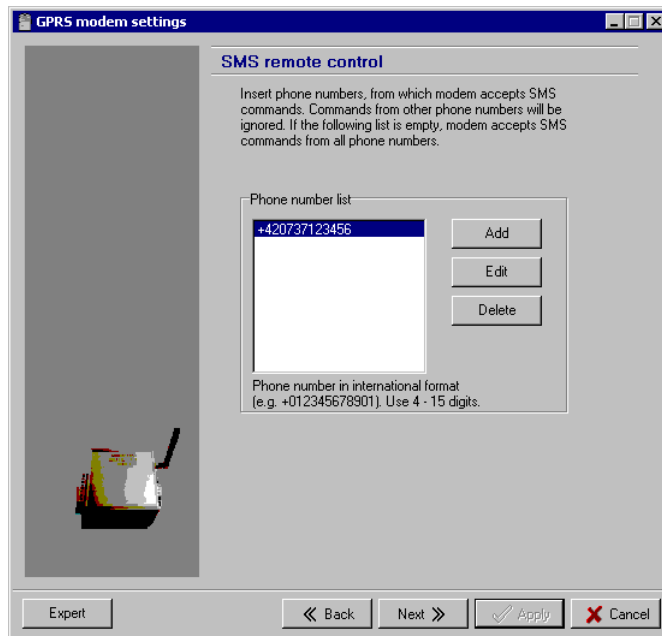 GPRS modem settings
SMS remote control
Insert phone numbers, from which modem accepts SMS
commands. Commands from other phone numbers will be
ignored. If the following list is empty, modem accepts SMS
commands from all phone numbers.
Phone number list
+420737123456
Add
Edit
Delete
Phone number in international format
(e.g. +012345678901). Use 4 - 15 digits.
Expert
Back
Next
Apply
Cancel